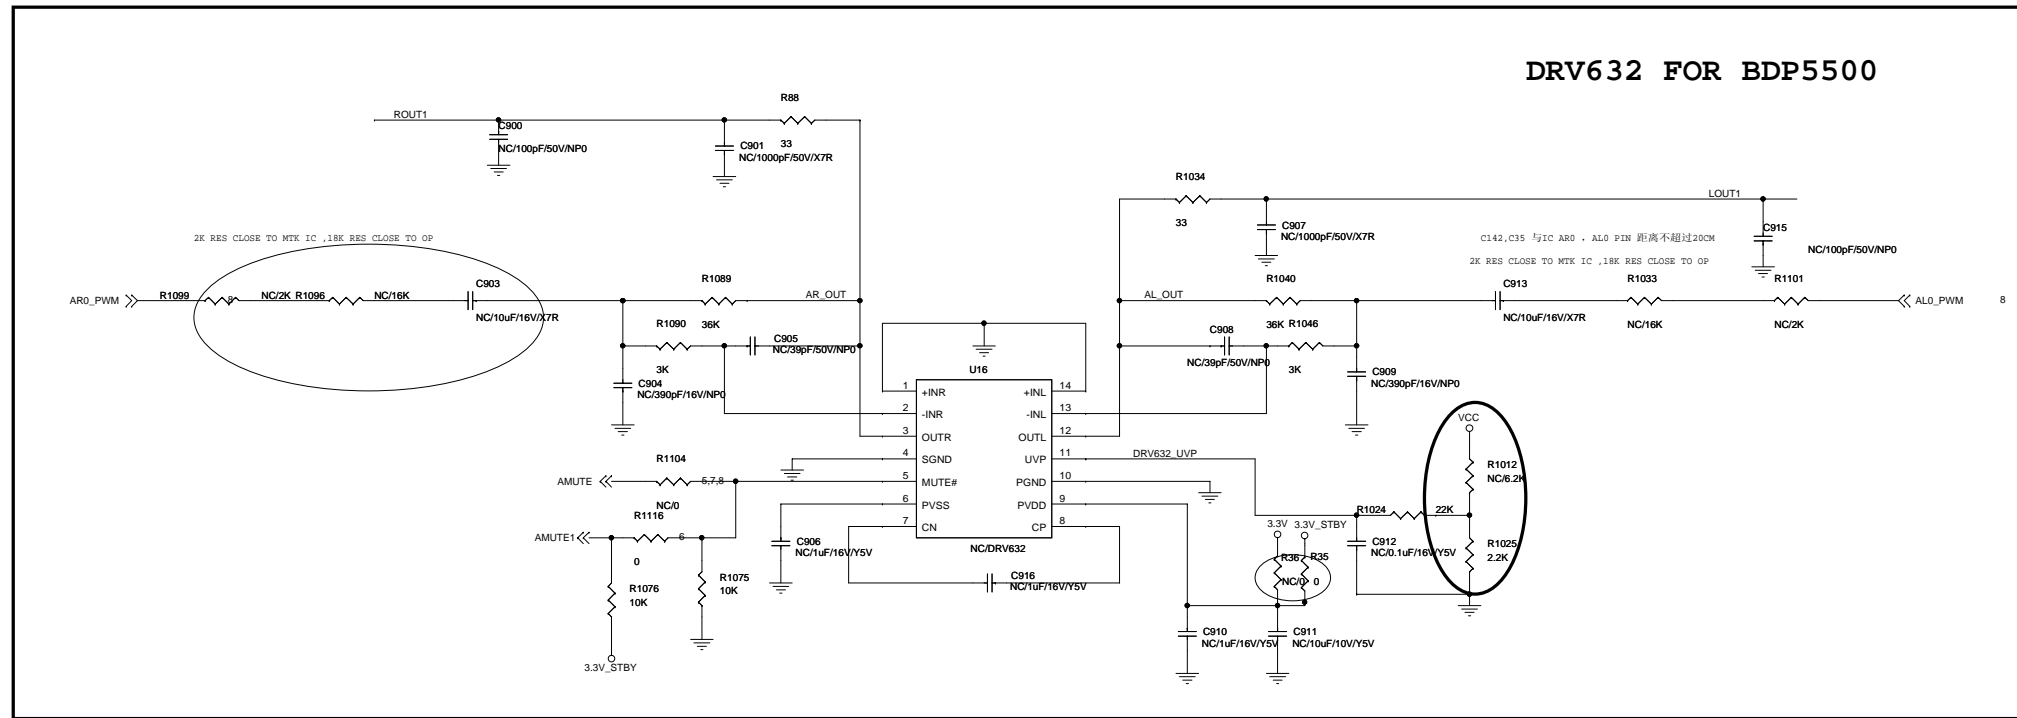 DRV632 FOR BDP5500
R88
ROUT1
C900
NC/100pF/50V/NP0
C901
NC/1000pF/50V/X7R
33
R1034
LOUT1
33
C907
NC/1000pF/50V/X7R
C915
NC/100pF/50V/NP0
2K RES CLOSE TO MTK IC ,18K RES CLOSE TO OP
C142,C35 与IC AR0 . AL0 PIN 距离不超过20CM
2K RES CLOSE TO MTK IC ,18K RES CLOSE TO OP
AR0_PWM
R1099
8
NC/2K
R1096
NC/16K
C903
NC/10uF/16V/X7R
R1089
36K
AR_OUT
AL_OUT
R1040
36K
C913
NC/10uF/16V/X7R
R1033
NC/16K
R1101
NC/2K
AL0_PWM
8
R1090
3K
C905
NC/39pF/50V/NP0
C904
NC/390pF/16V/NP0
C908
NC/39pF/50V/NP0
R1046
3K
C909
NC/390pF/16V/NP0
U16
1 +INR
2 -INR
3 OUTR
4 SGND
5 MUTE#
6 PVSS
7 CN
+INL 14
-INL 13
OUTL 12
UVP 11
PGND 10
PVDD 9
CP 8
NC/DRV632
DRV632_UVP
VCC
R1012
NC/6.2K
R1024
22K
R1025
2.2K
C912
NC/0.1uF/16V/Y5V
AMUTE
R1104
5,7,8
NC/0
AMUTE1
R1116
6
0
R1076
10K
R1075
10K
3.3V_STBY
C906
NC/1uF/16V/Y5V
C916
NC/1uF/16V/Y5V
3.3V
3.3V_STBY
R36
NC/0
R35
0
C910
NC/1uF/16V/Y5V
C911
NC/10uF/10V/Y5V